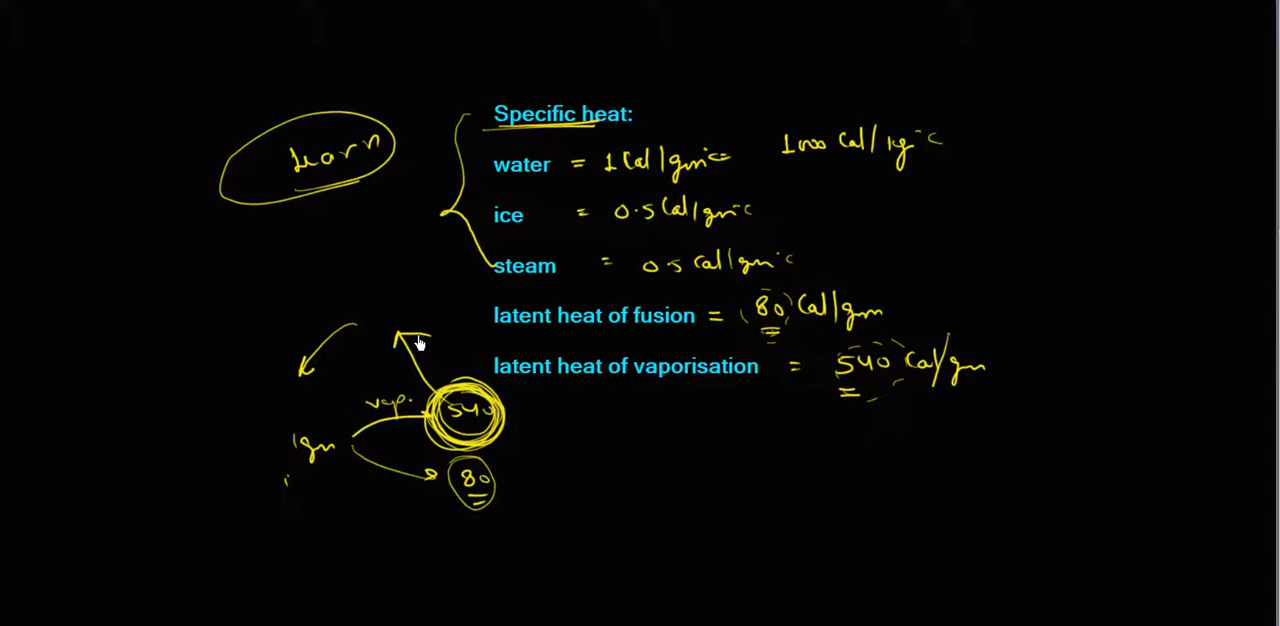 Learn
Specific heat:
water = 1 Cal/gm°C 1000 Cal/kg°C
ice = 0.5 Cal/gm°C
steam = 0.5 Cal/gm°C
latent heat of fusion = 80 Cal/gm
latent heat of vaporisation = 540 Cal/gm
vap. 540
1gm
80